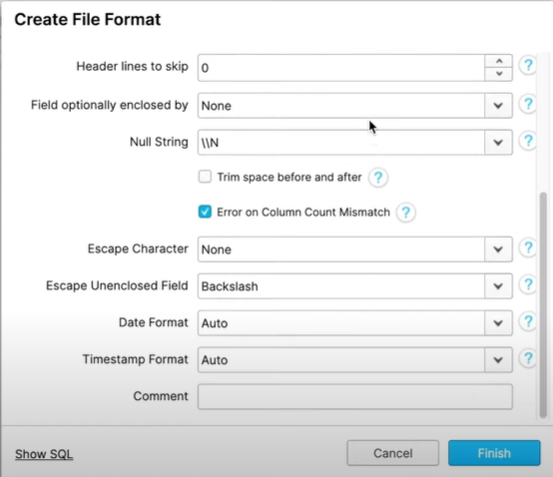 Create File Format
Header lines to skip 0 ?
Field optionally enclosed by None ?
Null String \\N ?
Trim space before and after ?
Error on Column Count Mismatch ?
Escape Character None ?
Escape Unenclosed Field Backslash ?
Date Format Auto ?
Timestamp Format Auto ?
Comment
Show SQL Cancel Finish